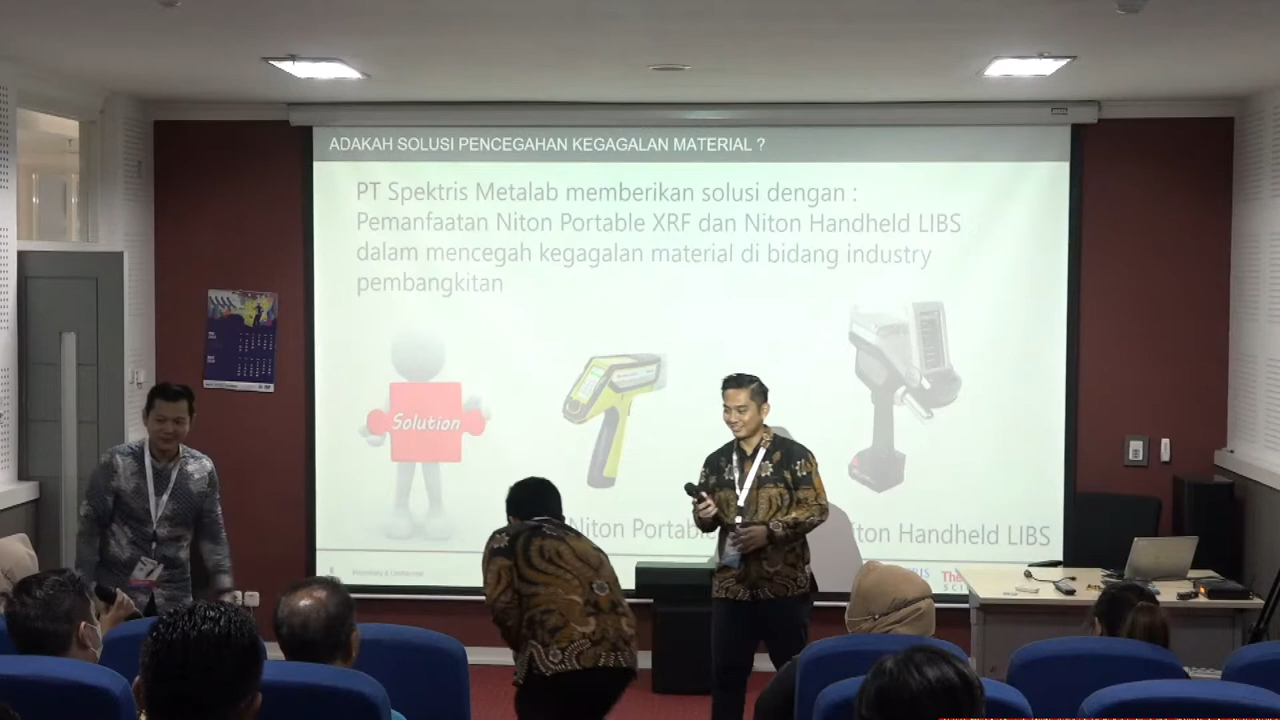 ADAKAH SOLUSI PENCEGAHAN KEGAGALAN MATERIAL ?
PT Spektris Metalab memberikan solusi dengan :
Pemanfaatan Niton Portable XRF dan Niton Handheld LIBS
dalam mencegah kegagalan material di bidang industry
pembangkitan
Solution
Niton Portable
Niton Handheld LIBS